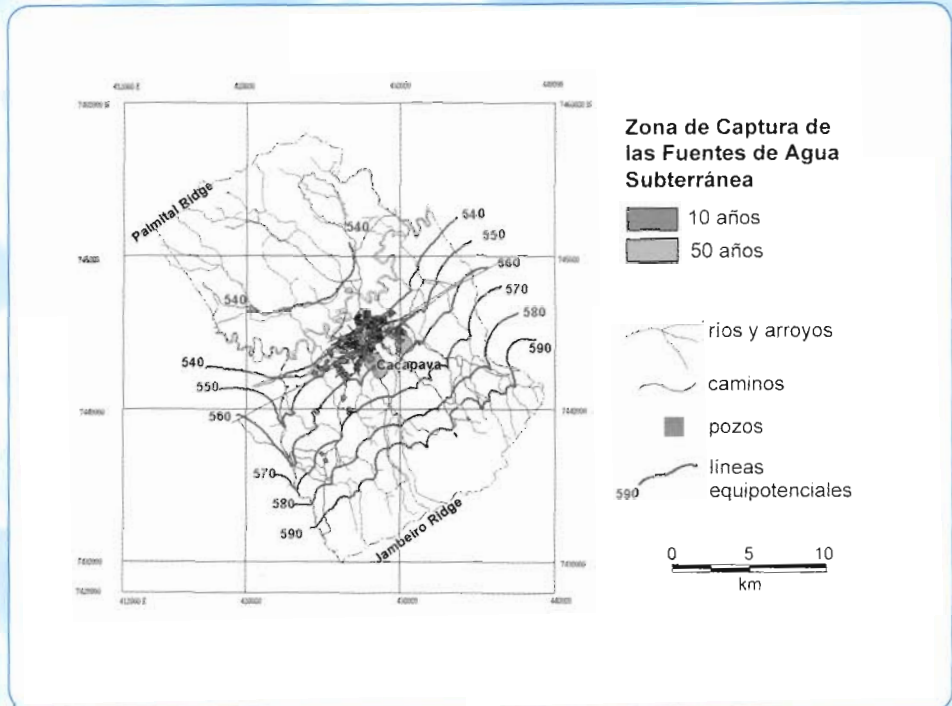 Palmital Ridge
540
540
540
550
560
570
580
590
540
550
560
570
580
590
Caçapava
Jambeiro Ridge
Zona de Captura de
las Fuentes de Agua
Subterránea
10 años
50 años
rios y arroyos
caminos
pozos
líneas
equipotenciales
590
0 5 10
km